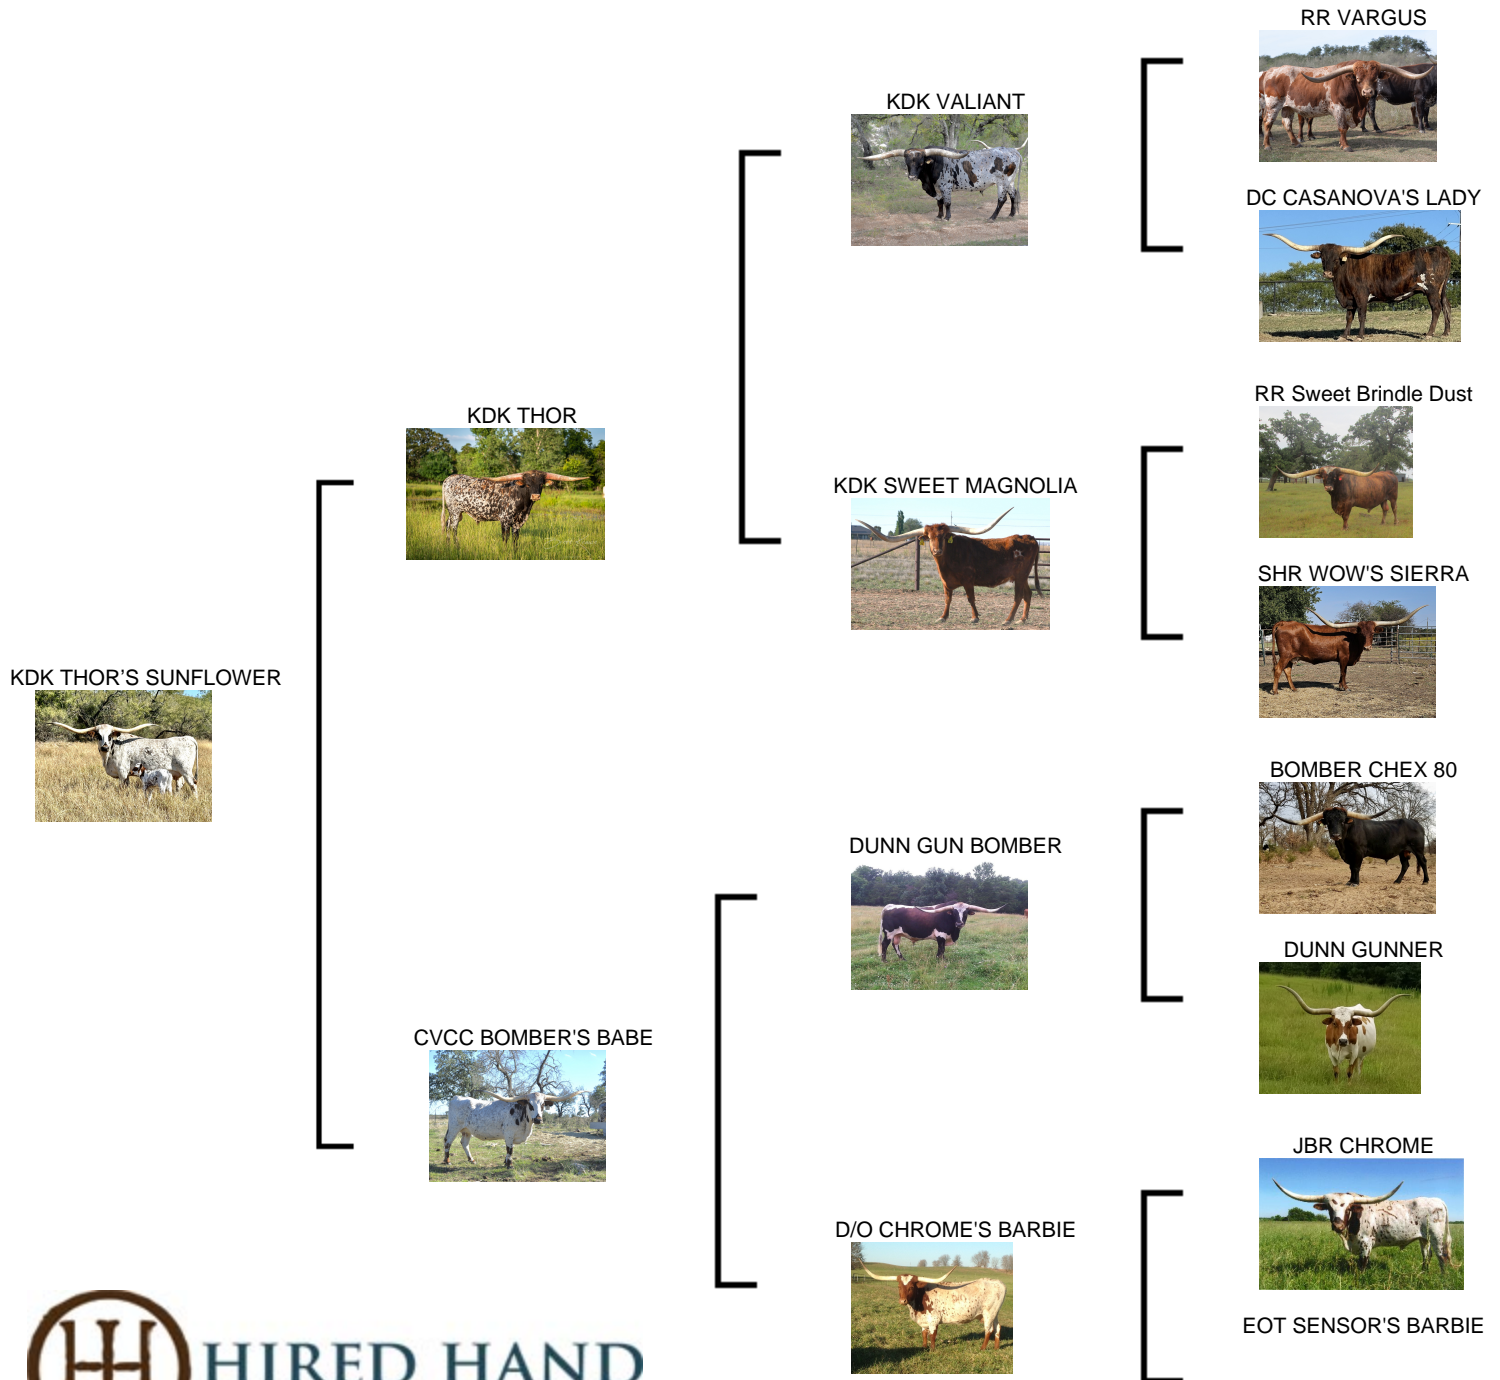 RR VARGUS
KDK VALIANT
DC CASANOVA'S LADY
KDK THOR
RR Sweet Brindle Dust
KDK SWEET MAGNOLIA
SHR WOW'S SIERRA
KDK THOR'S SUNFLOWER
BOMBER CHEX 80
DUNN GUN BOMBER
DUNN GUNNER
CVCC BOMBER'S BABE
JBR CHROME
D/O CHROME'S BARBIE
EOT SENSOR'S BARBIE
HIRED HAND